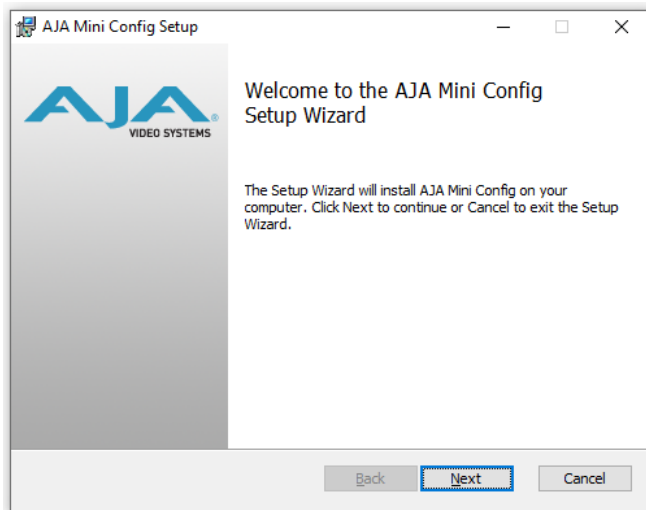 AJA Mini Config Setup
AJA
VIDEO SYSTEMS
Welcome to the AJA Mini Config
Setup Wizard
The Setup Wizard will install AJA Mini Config on your
computer. Click Next to continue or Cancel to exit the Setup
Wizard.
Back
Next
Cancel